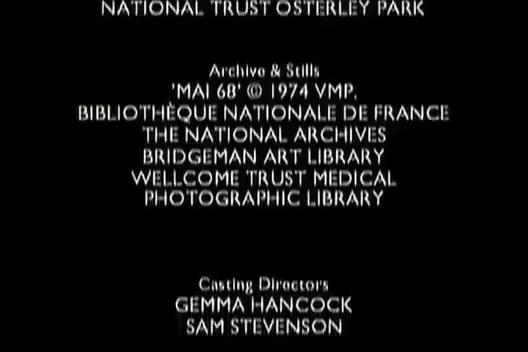 NATIONAL TRUST OSTERLEY PARK
Archive & Stills
'MAI 68' © 1974 VMP.
BIBLIOTHÈQUE NATIONALE DE FRANCE
THE NATIONAL ARCHIVES
BRIDGEMAN ART LIBRARY
WELLCOME TRUST MEDICAL
PHOTOGRAPHIC LIBRARY
Casting Directors
GEMMA HANCOCK
SAM STEVENSON